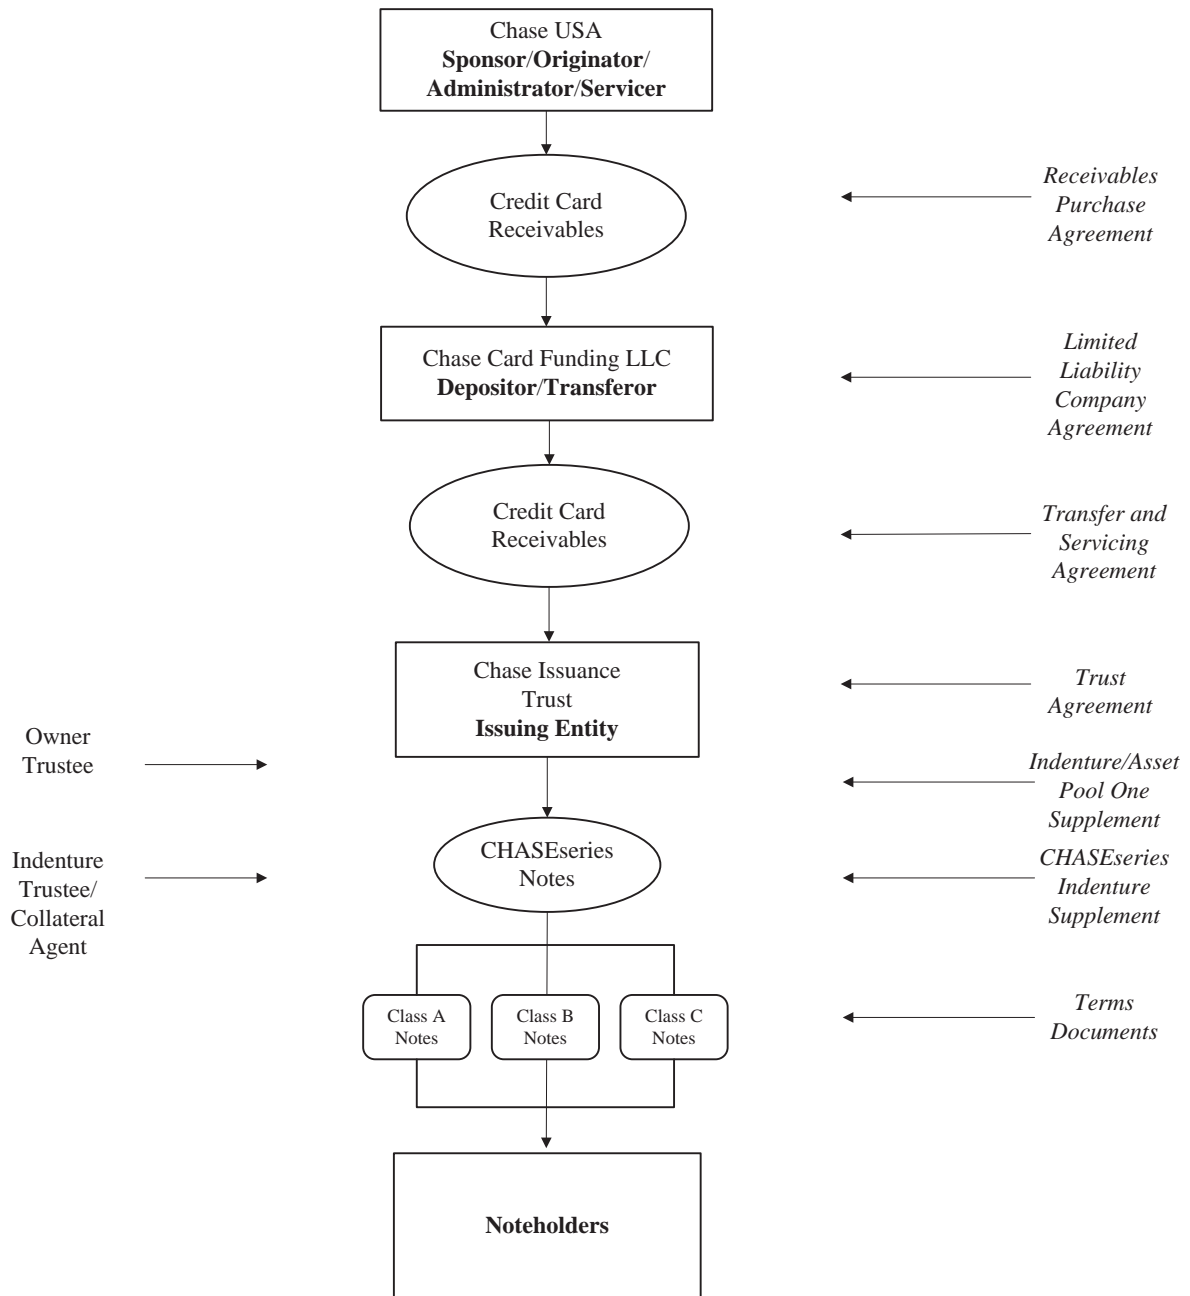 Chase USA
Sponsor/Originator/
Administrator/Servicer
Credit Card
Receivables
Receivables
Purchase
Agreement
Chase Card Funding LLC
Depositor/Transferor
Limited
Liability
Company
Agreement
Credit Card
Receivables
Transfer and
Servicing
Agreement
Chase Issuance
Trust
Issuing Entity
Trust
Agreement
Owner
Trustee
Indenture/Asset
Pool One
Supplement
CHASEseries
Notes
Indenture
Trustee/
Collateral
Agent
CHASEseries
Indenture
Supplement
Class A
Notes
Class B
Notes
Class C
Notes
Terms
Documents
Noteholders